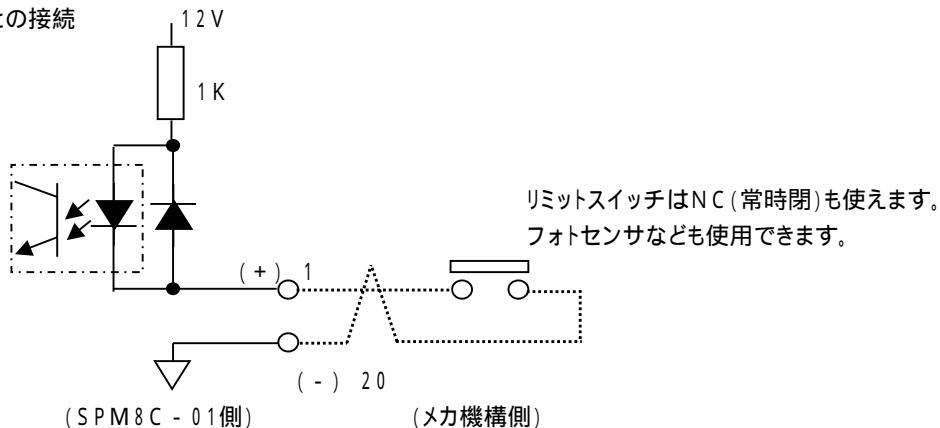 の接続
12V
1K
リミットスイッチはNC(常時閉)も使えます。
フォトセンサなども使用できます。
(+) 1
(-) 20
(SPM8C-01側)
(メカ機構側)